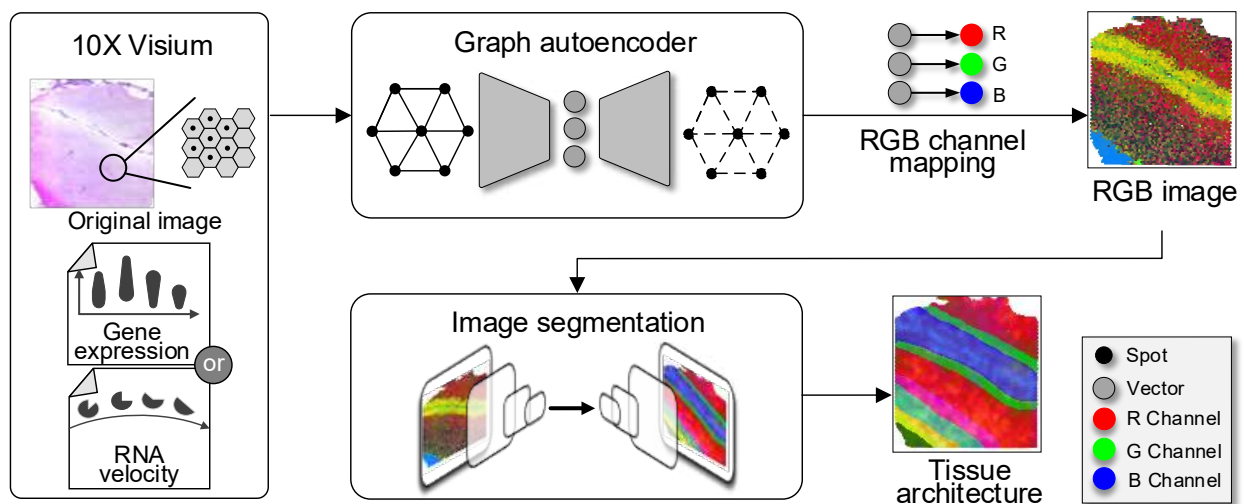 10X Visium
Original image
Gene
expression
or
RNA
velocity
Graph autoencoder
R
G
B
RGB channel
mapping
RGB image
Image segmentation
Tissue
architecture
Spot
Vector
R Channel
G Channel
B Channel